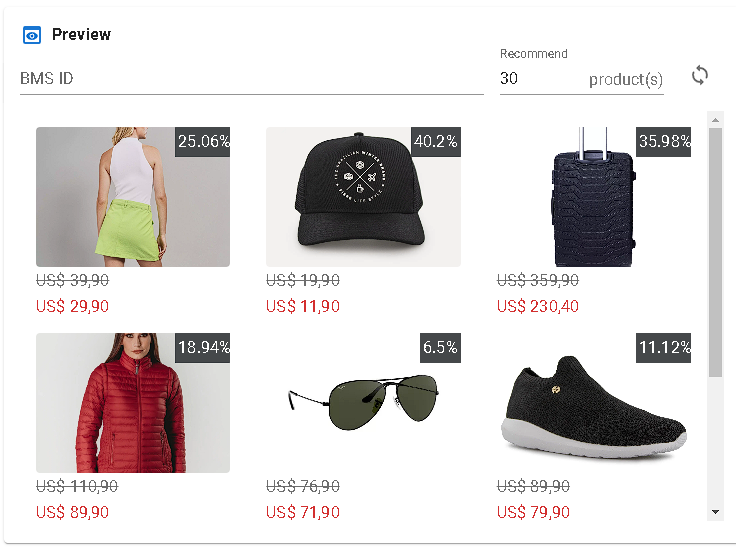 Preview
Recommend
BMS ID
30 product(s)
25.06%
40.2%
35.98%
US$ 39,90
US$ 19,90
US$ 359,90
US$ 29,90
US$ 11,90
US$ 230,40
18.94%
6.5%
11.12%
US$ 110,90
US$ 76,90
US$ 89,90
US$ 89,90
US$ 71,90
US$ 79,90